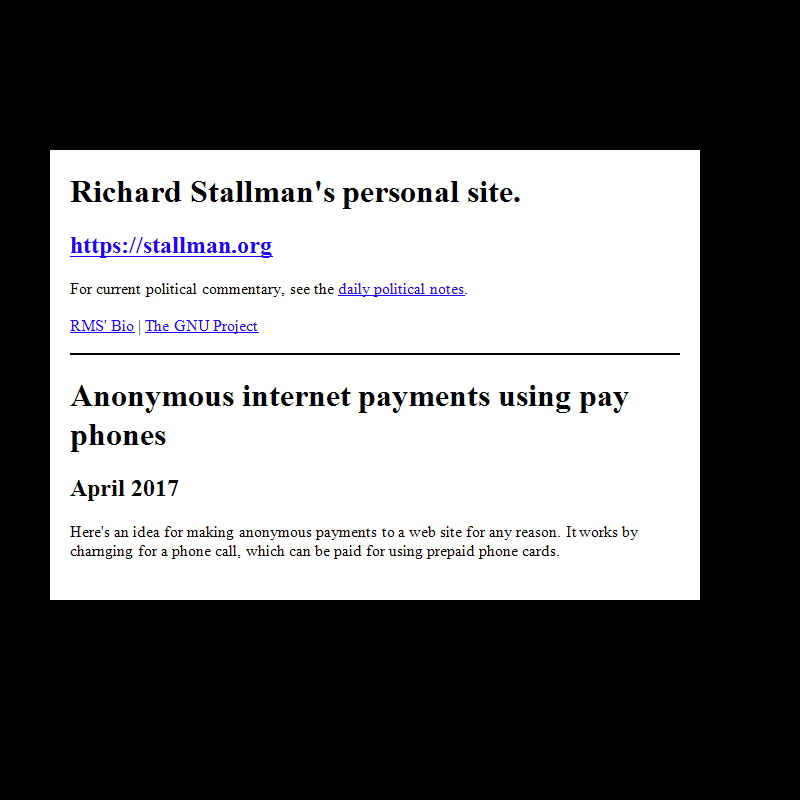 Richard Stallman's personal site.
https://stallman.org
For current political commentary, see the daily political notes.
RMS' Bio | The GNU Project
Anonymous internet payments using pay
phones
April 2017
Here's an idea for making anonymous payments to a web site for any reason. It works by
charnging for a phone call, which can be paid for using prepaid phone cards.